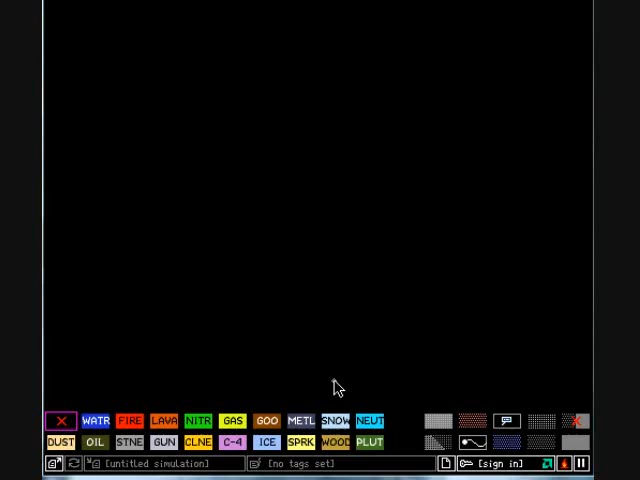 WATR FIRE LAVA NITR GAS GOO METL SNOW NEUT
DUST OIL STNE GUN CLNE C-4 ICE SPRK WOOD PLUT
[untitled simulation] [no tags set] [sign in]